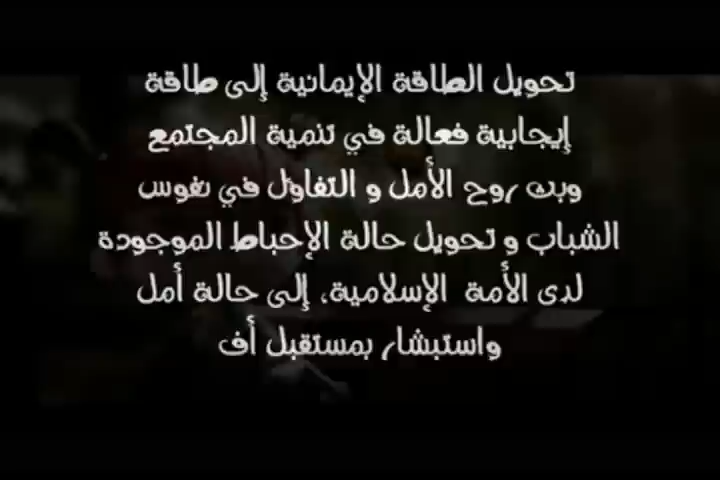 تحويل الطاقة الإيمانية إلى طاقة
إيجابية فعالة في تنمية المجتمع
وبث روح الأمل و التفاؤل في نفوس
الشباب و تحويل حالة الإحباط الموجودة
لدى الأمة الإسلامية، إلى حالة أمل
واستبشار بمستقبل أف